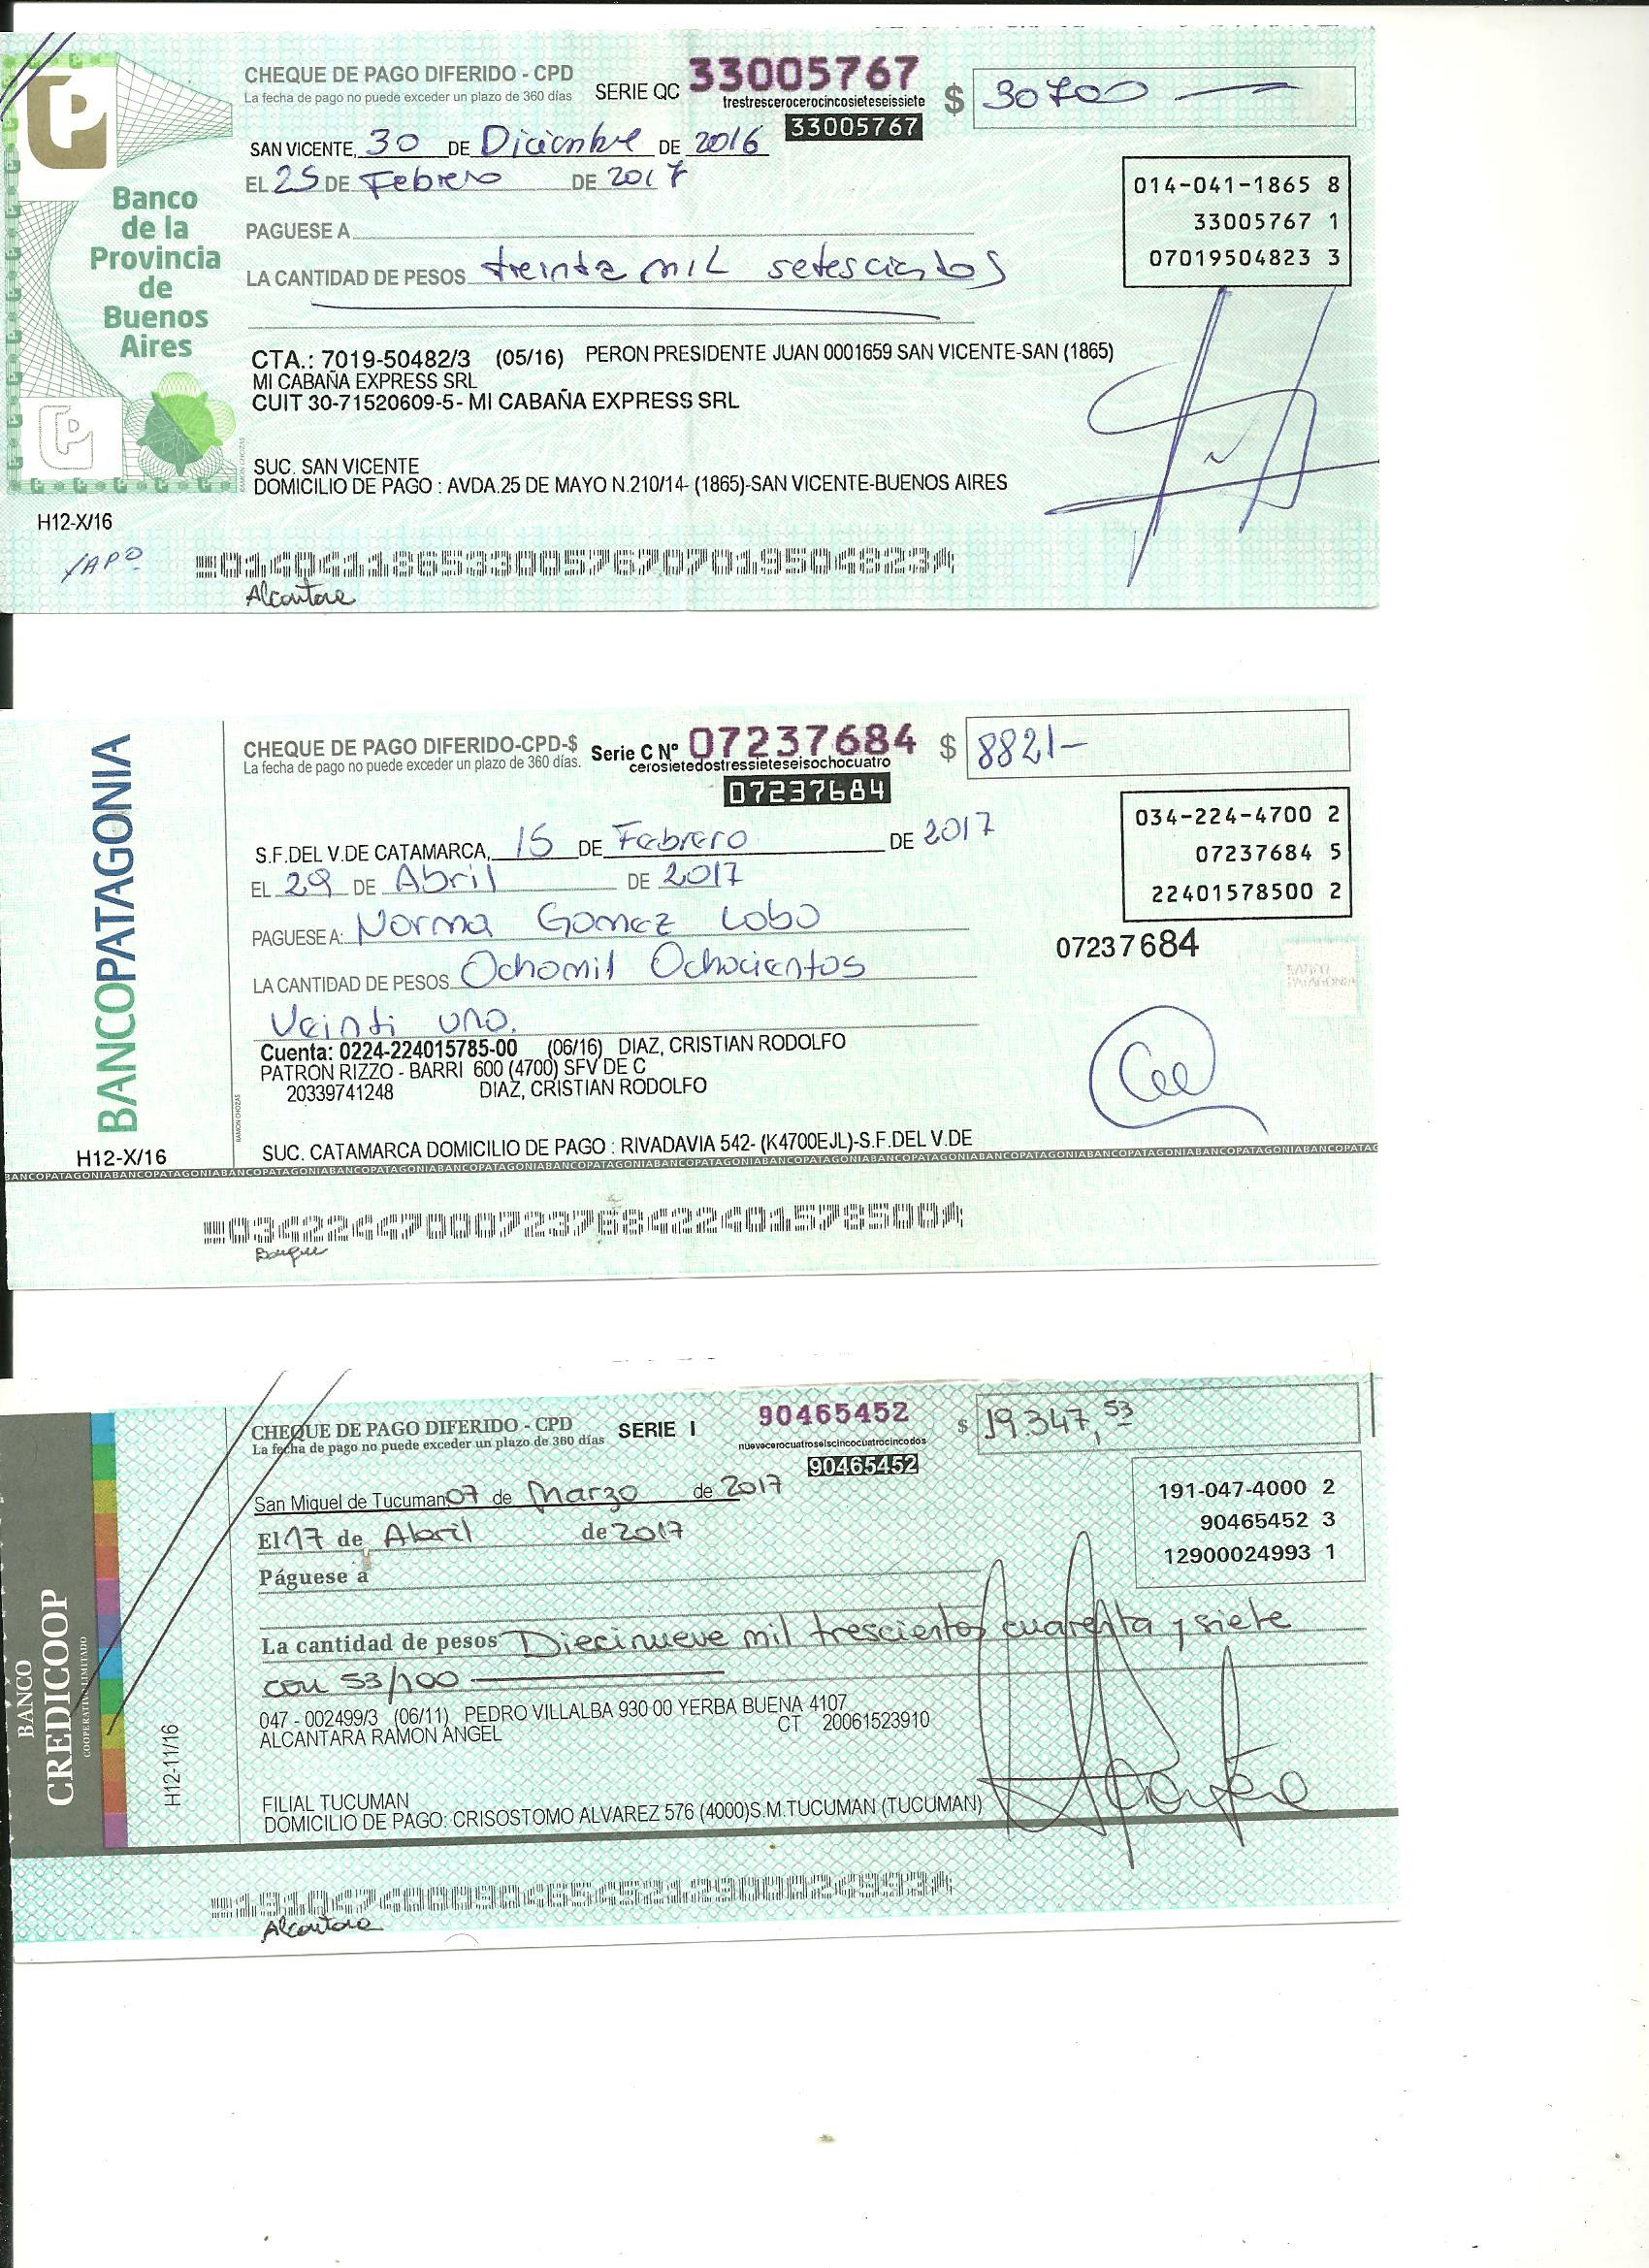 CHEQUE DE PAGO DIFERIDO - CPD
La fecha de pago no puede exceder un plazo de 360 días
SERIE QC 33005767
trestrescerocerocincosieteseissiete
33005767
$ 30700
SAN VICENTE, 30 DE Diciembre DE 2016
EL 25 DE Febrero DE 2017
014-041-1865 8
33005767 1
07019504823 3
PAGUESE A
LA CANTIDAD DE PESOS treinta mil setescientos
Banco
de la
Provincia
de
Buenos
Aires
CTA.: 7019-50482/3 (05/16) PERON PRESIDENTE JUAN 0001659 SAN VICENTE-SAN (1865)
MI CABAÑA EXPRESS SRL
CUIT 30-71520609-5- MI CABAÑA EXPRESS SRL
RAMON CHOZAS
SUC. SAN VICENTE
DOMICILIO DE PAGO : AVDA.25 DE MAYO N.210/14- (1865)-SAN VICENTE-BUENOS AIRES
H12-X/16
01404118653300576707019504823
Alcantara
BANCOPATAGONIA
CHEQUE DE PAGO DIFERIDO-CPD-$
La fecha de pago no puede exceder un plazo de 360 días.
Serie C Nº 07237684
cerosietedostressieteseisochocuatro
07237684
$ 8821-
S.F.DEL V.DE CATAMARCA, 15 DE Febrero DE 2017
EL 29 DE Abril DE 2017
034-224-4700 2
07237684 5
22401578500 2
PAGUESE A: Norma Gomez Lobo
07237684
BANCO PATAGONIA
LA CANTIDAD DE PESOS Ochomil Ochocientos
Veinti uno.
Cuenta: 0224-224015785-00 (06/16) DIAZ, CRISTIAN RODOLFO
PATRON RIZZO - BARRI 600 (4700) SFV DE C
20339741248 DIAZ, CRISTIAN RODOLFO
RAMON CHOZAS
SUC. CATAMARCA DOMICILIO DE PAGO : RIVADAVIA 542- (K4700EJL)-S.F.DEL V.DE
H12-X/16
BANCOPATAGONIABANCOPATAGONIABANCOPATAGONIABANCOPATAGONIABANCOPATAGONIABANCOPATAGONIABANCOPATAGONIABANCOPATAGONIA
03422447000723768422401578500
CHEQUE DE PAGO DIFERIDO - CPD
La fecha de pago no puede exceder un plazo de 360 días
SERIE I 90465452
nuevecerocuatroseiscincocuatrocincodos
90465452
$ 19.347,53
San Miguel de Tucuman 07 de Marzo de 2017
El 17 de Abril de 2017
191-047-4000 2
90465452 3
12900024993 1
Páguese a
La cantidad de pesos Diecinueve mil trescientos cuarenta y siete
con 53/100
BANCO
CREDICOOP
COOPERATIVO LIMITADO
H12-11/16
047 - 002499/3 (06/11) PEDRO VILLALBA 930 00 YERBA BUENA 4107
ALCANTARA RAMON ANGEL CT 20061523910
FILIAL TUCUMAN
DOMICILIO DE PAGO: CRISOSTOMO ALVAREZ 576 (4000)S.M.TUCUMAN (TUCUMAN)
19104740009046545212900024993
Alcantara